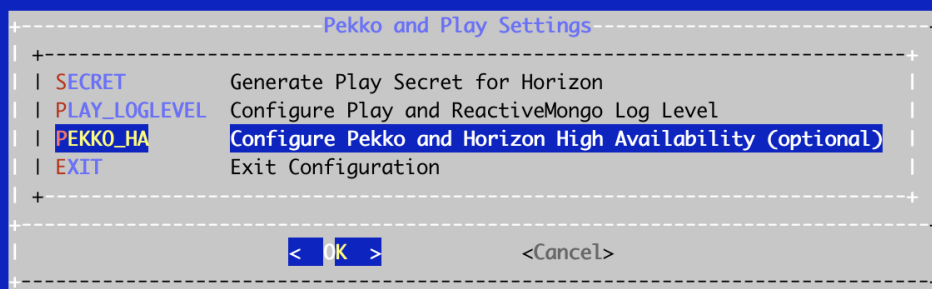 Pekko and Play Settings
SECRET Generate Play Secret for Horizon
PLAY_LOGLEVEL Configure Play and ReactiveMongo Log Level
PEKKO_HA Configure Pekko and Horizon High Availability (optional)
EXIT Exit Configuration
< OK > <Cancel>